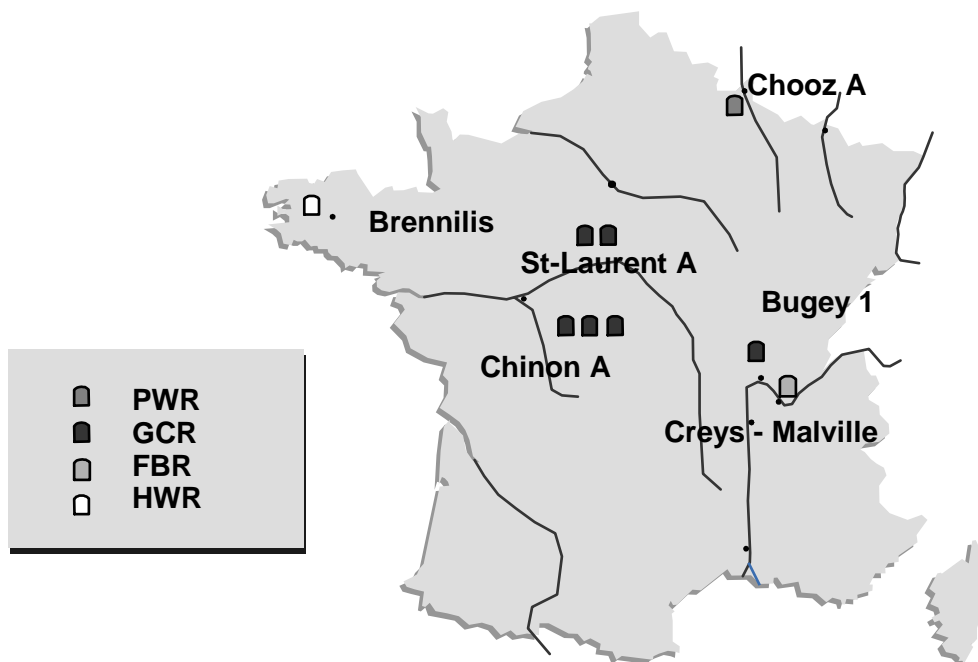 Chooz A
Brennilis
St-Laurent A
Bugey 1
Chinon A
Creys - Malville
PWR
GCR
FBR
HWR